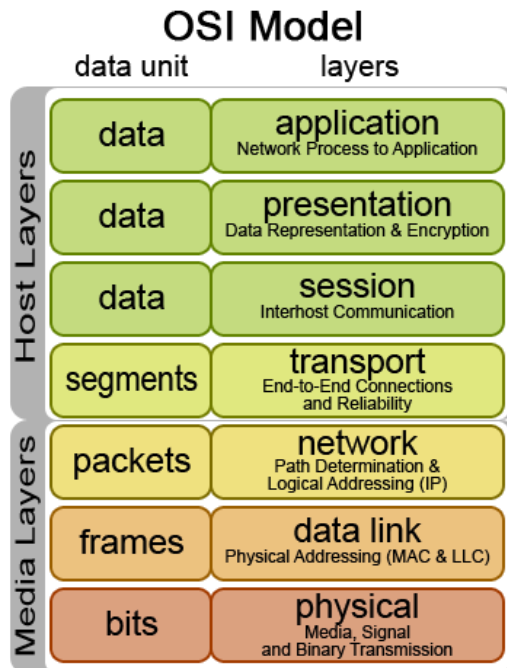 OSI Model
data unit layers
Host Layers
data application
Network Process to Application
data presentation
Data Representation & Encryption
data session
Interhost Communication
segments transport
End-to-End Connections
and Reliability
Media Layers
packets network
Path Determination &
Logical Addressing (IP)
frames data link
Physical Addressing (MAC & LLC)
bits physical
Media, Signal
and Binary Transmission